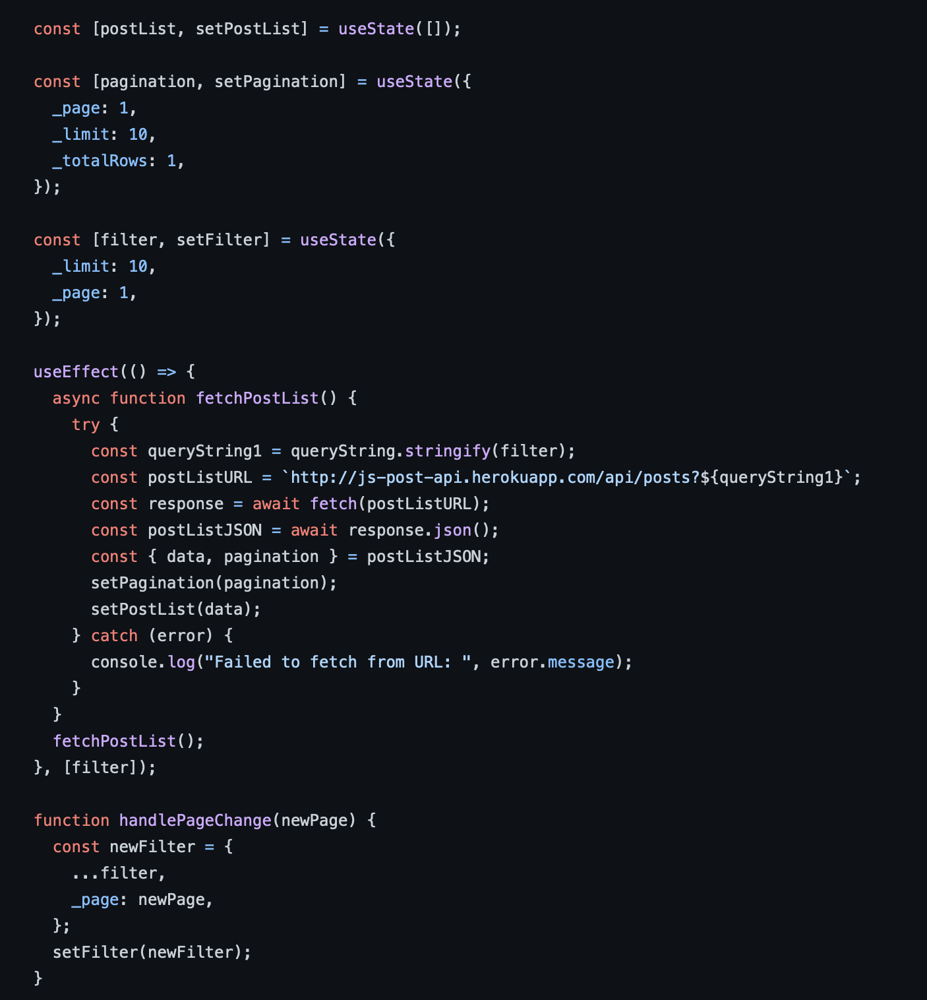 const [postList, setPostList] = useState([]);

const [pagination, setPagination] = useState({
  _page: 1,
  _limit: 10,
  _totalRows: 1,
});

const [filter, setFilter] = useState({
  _limit: 10,
  _page: 1,
});

useEffect(() => {
  async function fetchPostList() {
    try {
      const queryString1 = queryString.stringify(filter);
      const postListURL = `http://js-post-api.herokuapp.com/api/posts?${queryString1}`;
      const response = await fetch(postListURL);
      const postListJSON = await response.json();
      const { data, pagination } = postListJSON;
      setPagination(pagination);
      setPostList(data);
    } catch (error) {
      console.log("Failed to fetch from URL: ", error.message);
    }
  }
  fetchPostList();
}, [filter]);

function handlePageChange(newPage) {
  const newFilter = {
    ...filter,
    _page: newPage,
  };
  setFilter(newFilter);
}